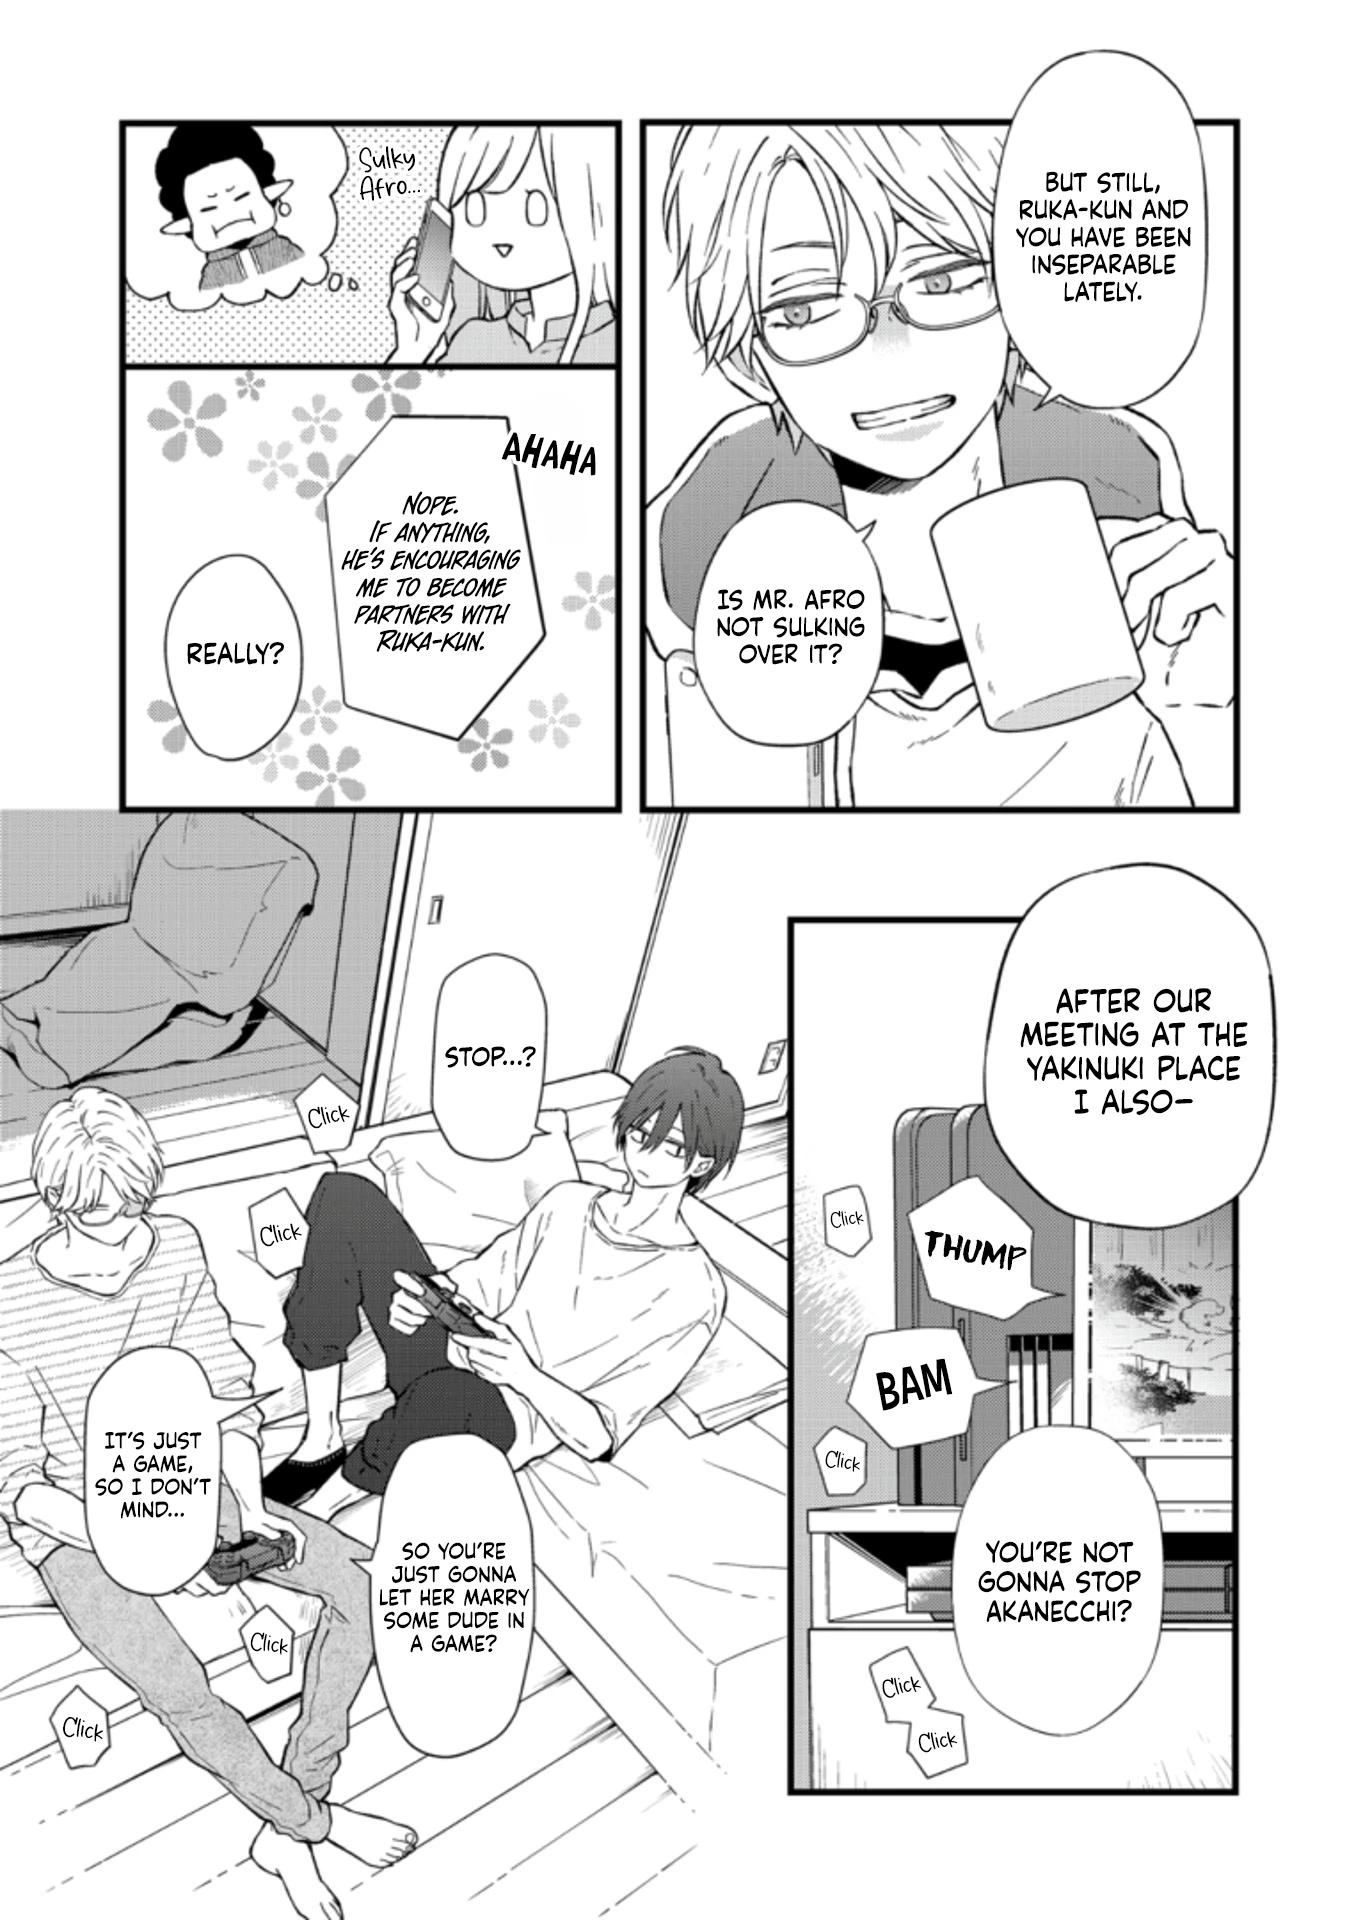 BUT STILL,
RUKA-KUN AND
YOU HAVE BEEN
INSEPARABLE
LATELY.
IS MR. AFRO
NOT SULKING
OVER IT?
Sulky
Afro...
AHAHA
NOPE.
IF ANYTHING,
HE'S ENCOURAGING
ME TO BECOME
PARTNERS WITH
RUKA-KUN.
REALLY?
AFTER OUR
MEETING AT THE
YAKINUKI PLACE
I ALSO-
Click
THUMP
BAM
Click
YOU'RE NOT
GONNA STOP
AKANECCHI?
Click
Click
STOP...?
Click
Click
IT'S JUST
A GAME,
SO I DON'T
MIND...
SO YOU'RE
JUST GONNA
LET HER MARRY
SOME DUDE IN
A GAME?
Click
Click